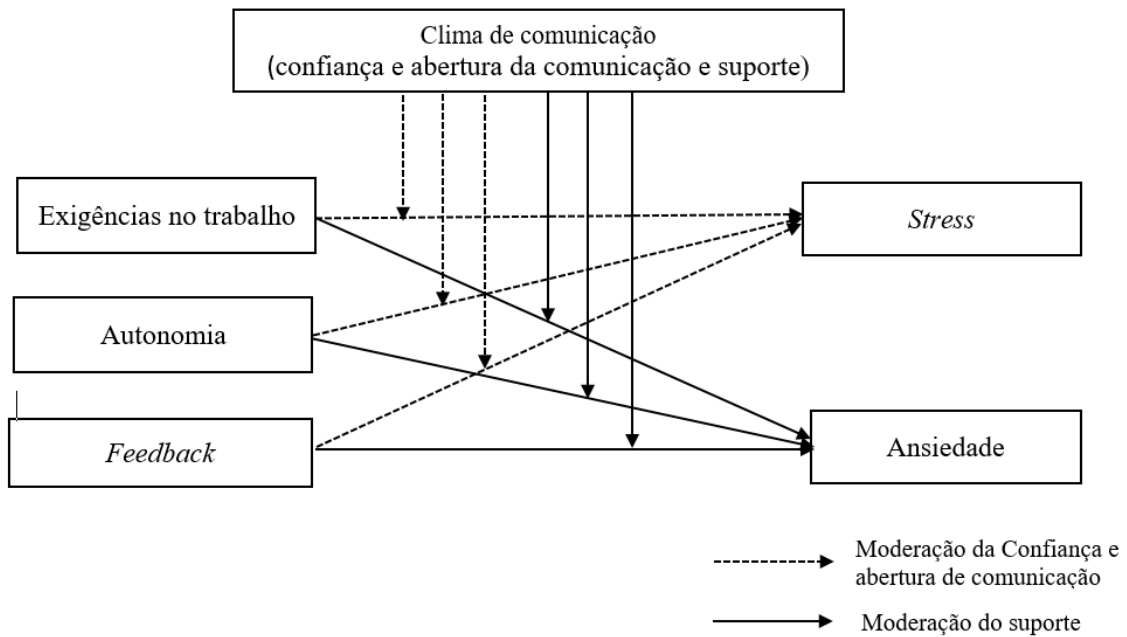 Clima de comunicação
(confiança e abertura da comunicação e suporte)
Exigências no trabalho
Stress
Autonomia
Feedback
Ansiedade
Moderação da Confiança e
abertura de comunicação
Moderação do suporte